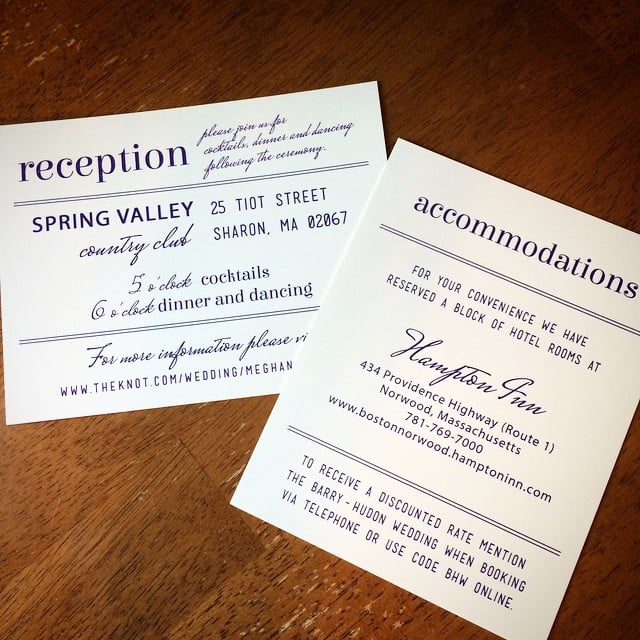 reception
please join us for
cocktails, dinner and dancing
following the ceremony.
SPRING VALLEY
country club
25 TIOT STREET
SHARON, MA 02067
5 o'clock cocktails
6 o'clock dinner and dancing
For more information please vi
WWW.THEKNOT.COM/WEDDING/MEGHAN
accommodations
FOR YOUR CONVENIENCE WE HAVE
RESERVED A BLOCK OF HOTEL ROOMS AT
Hampton Inn
434 Providence Highway (Route 1)
Norwood, Massachusetts
781-769-7000
www.bostonnorwood.hamptoninn.com
TO RECEIVE A DISCOUNTED RATE MENTION
THE BARRY-HUDON WEDDING WHEN BOOKING
VIA TELEPHONE OR USE CODE BHW ONLINE.